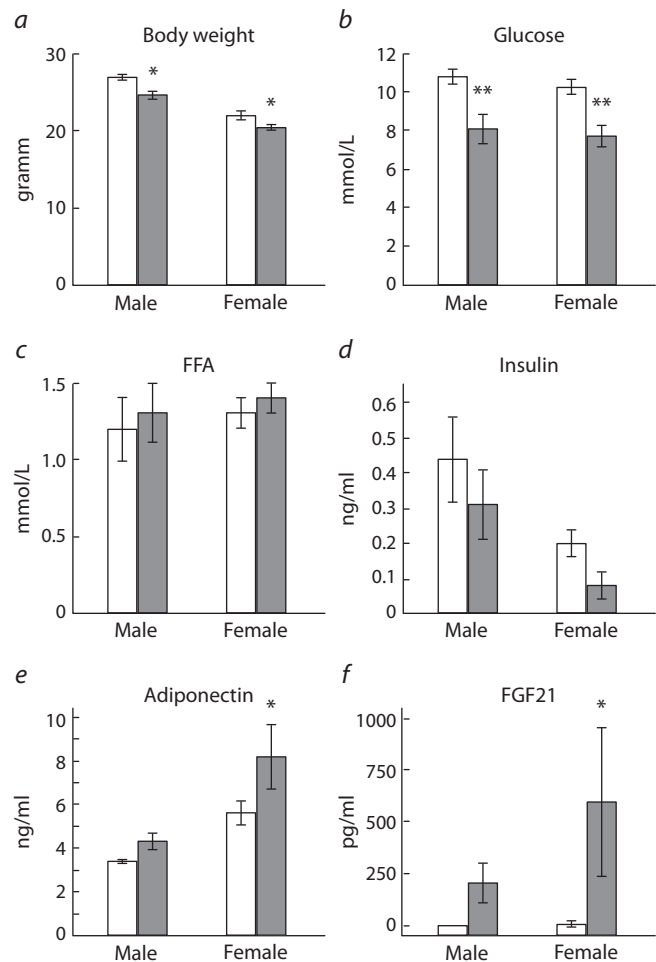 a
Body weight
30
20
10
0
gramm
*
*
Male
Female
b
Glucose
12
10
8
6
4
2
0
mmol/L
**
**
Male
Female
c
FFA
1.5
1.0
0.5
0
mmol/L
Male
Female
d
Insulin
0.6
0.5
0.4
0.3
0.2
0.1
0
ng/ml
Male
Female
e
Adiponectin
10
8
6
4
2
0
ng/ml
*
Male
Female
f
FGF21
1000
750
500
250
0
pg/ml
*
Male
Female